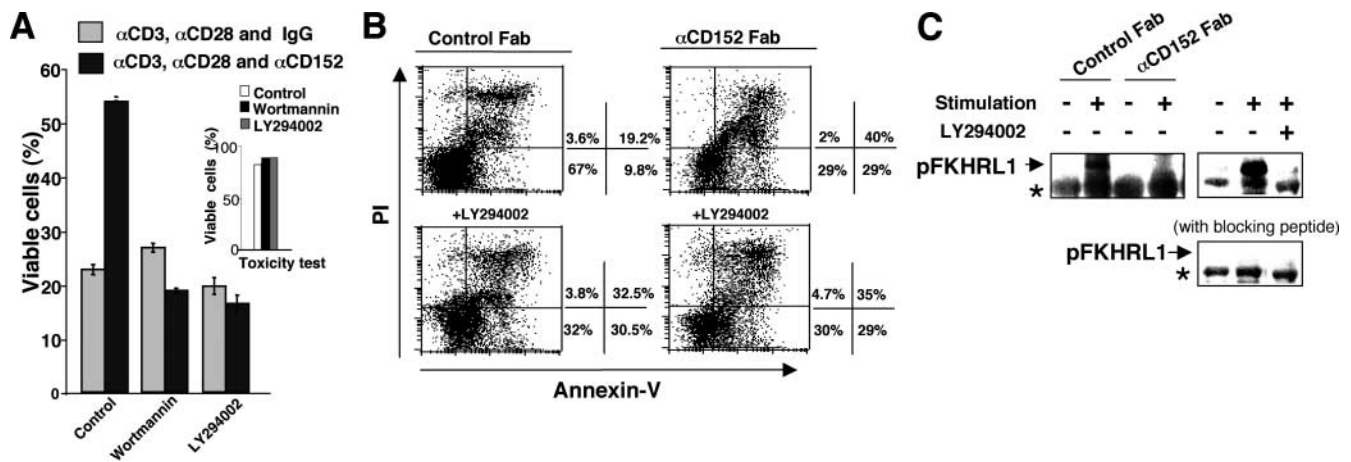 A
αCD3, αCD28 and IgG
αCD3, αCD28 and αCD152
Viable cells (%)
60
50
40
30
20
10
0
Control
Wortmannin
LY294002
Control
Wortmannin
LY294002
Viable cells (%)
100
50
0
Toxicity test
B
Control Fab
αCD152 Fab
3.6% 19.2%
67% 9.8%
2% 40%
29% 29%
+LY294002
+LY294002
3.8% 32.5%
32% 30.5%
4.7% 35%
30% 29%
PI
Annexin-V
C
Control Fab
αCD152 Fab
Stimulation - + - + - + +
LY294002 - - - - - - +
pFKHRL1
*
(with blocking peptide)
pFKHRL1
*